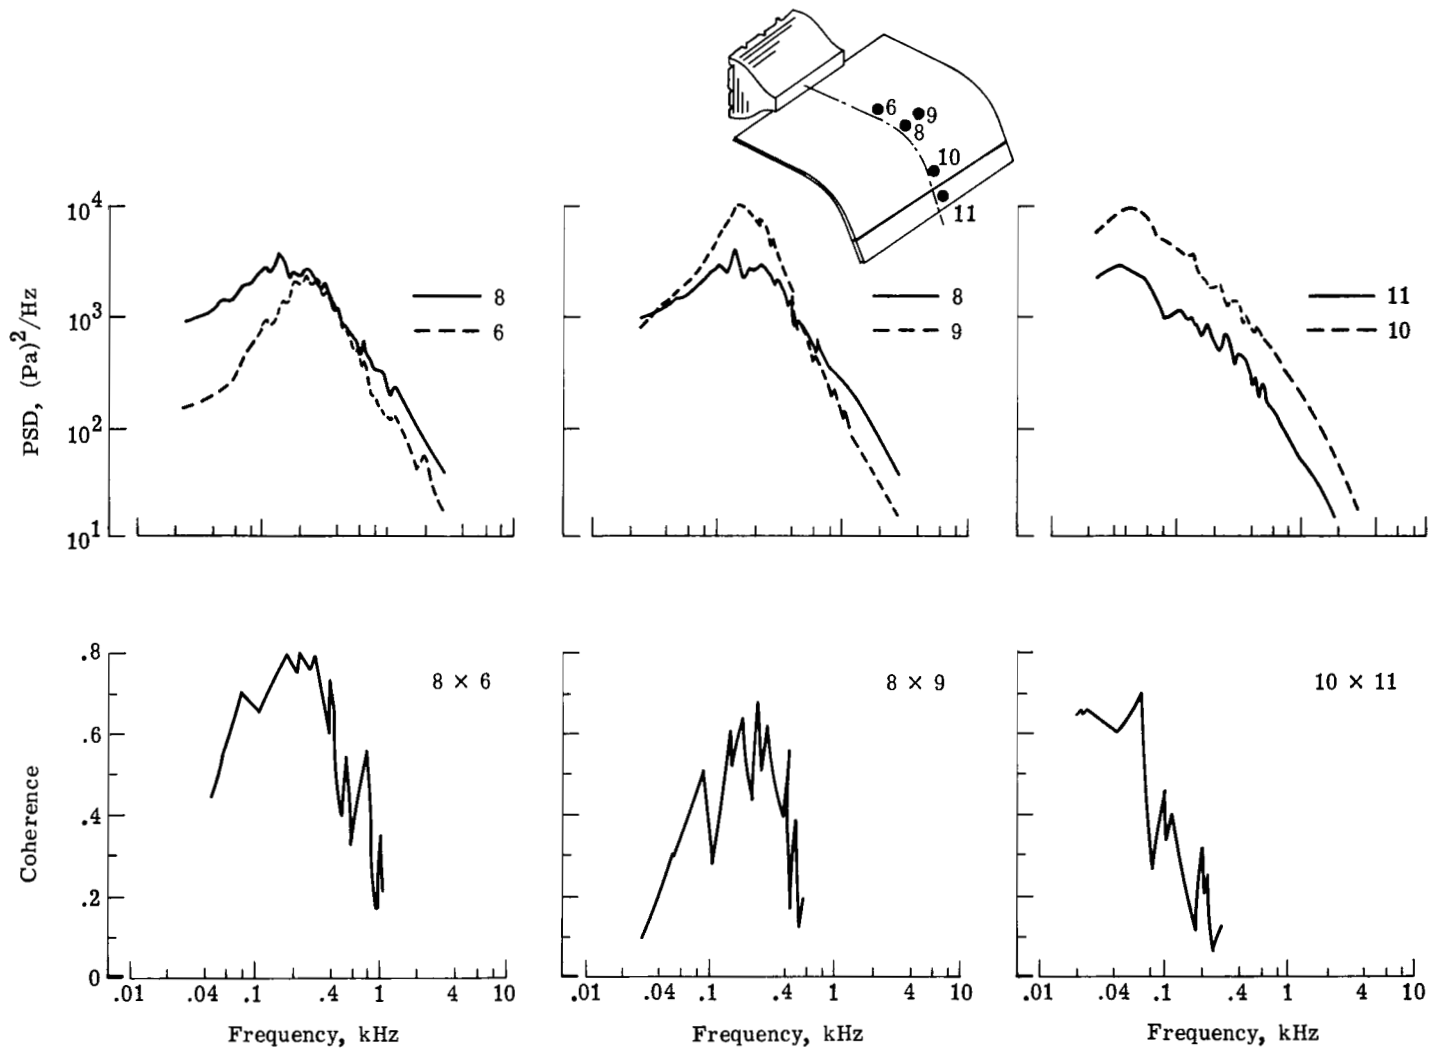 6
9
8
10
11
10^4
10^3
10^2
10^1
PSD, (Pa)^2/Hz
8
6
8
9
11
10
.8
.6
.4
.2
0
Coherence
8 × 6
8 × 9
10 × 11
.01 .04 .1 .4 1 4 10
.01 .04 .1 .4 1 4 10
.01 .04 .1 .4 1 4 10
Frequency, kHz
Frequency, kHz
Frequency, kHz